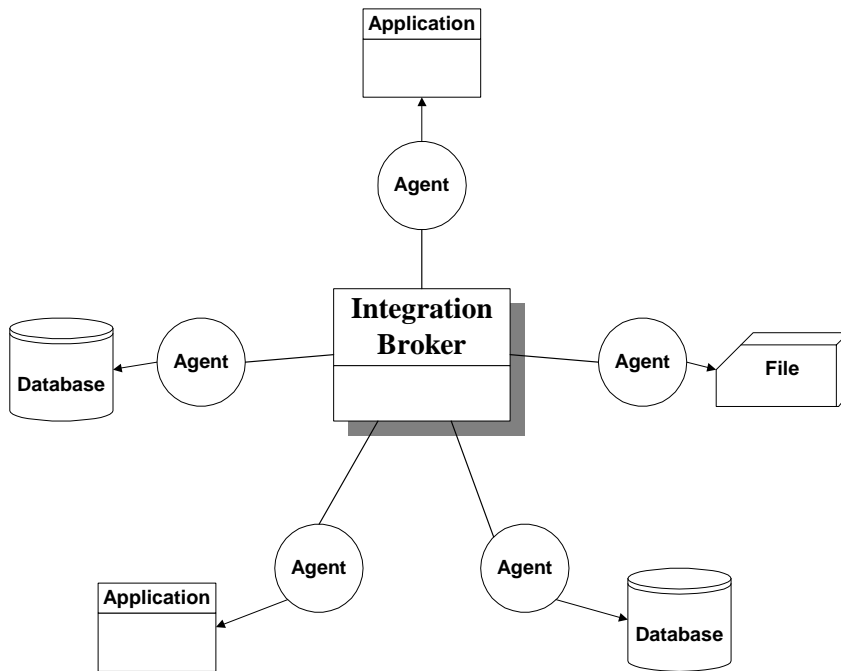 Application
Agent
Integration
Broker
Database
Agent
Agent
File
Agent
Agent
Application
Database